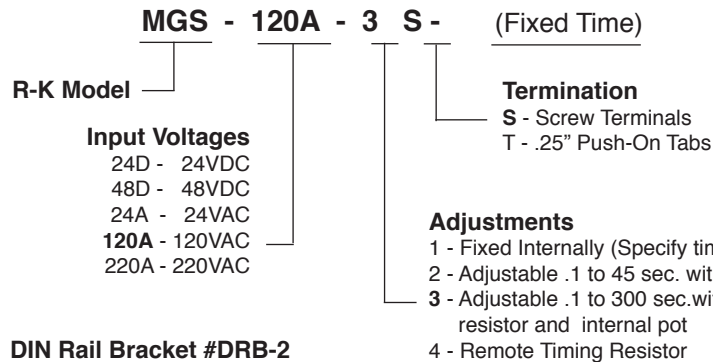 MGS - 120A - 3 S - (Fixed Time)
R-K Model
Termination
S - Screw Terminals
T - .25” Push-On Tabs
Input Voltages
24D - 24VDC
48D - 48VDC
24A - 24VAC
120A - 120VAC
220A - 220VAC
Adjustments
1 - Fixed Internally (Specify
2 - Adjustable .1 to 45 sec.
3 - Adjustable .1 to 300 sec.
resistor and internal pot
4 - Remote Timing Resistor
DIN Rail Bracket #DRB-2